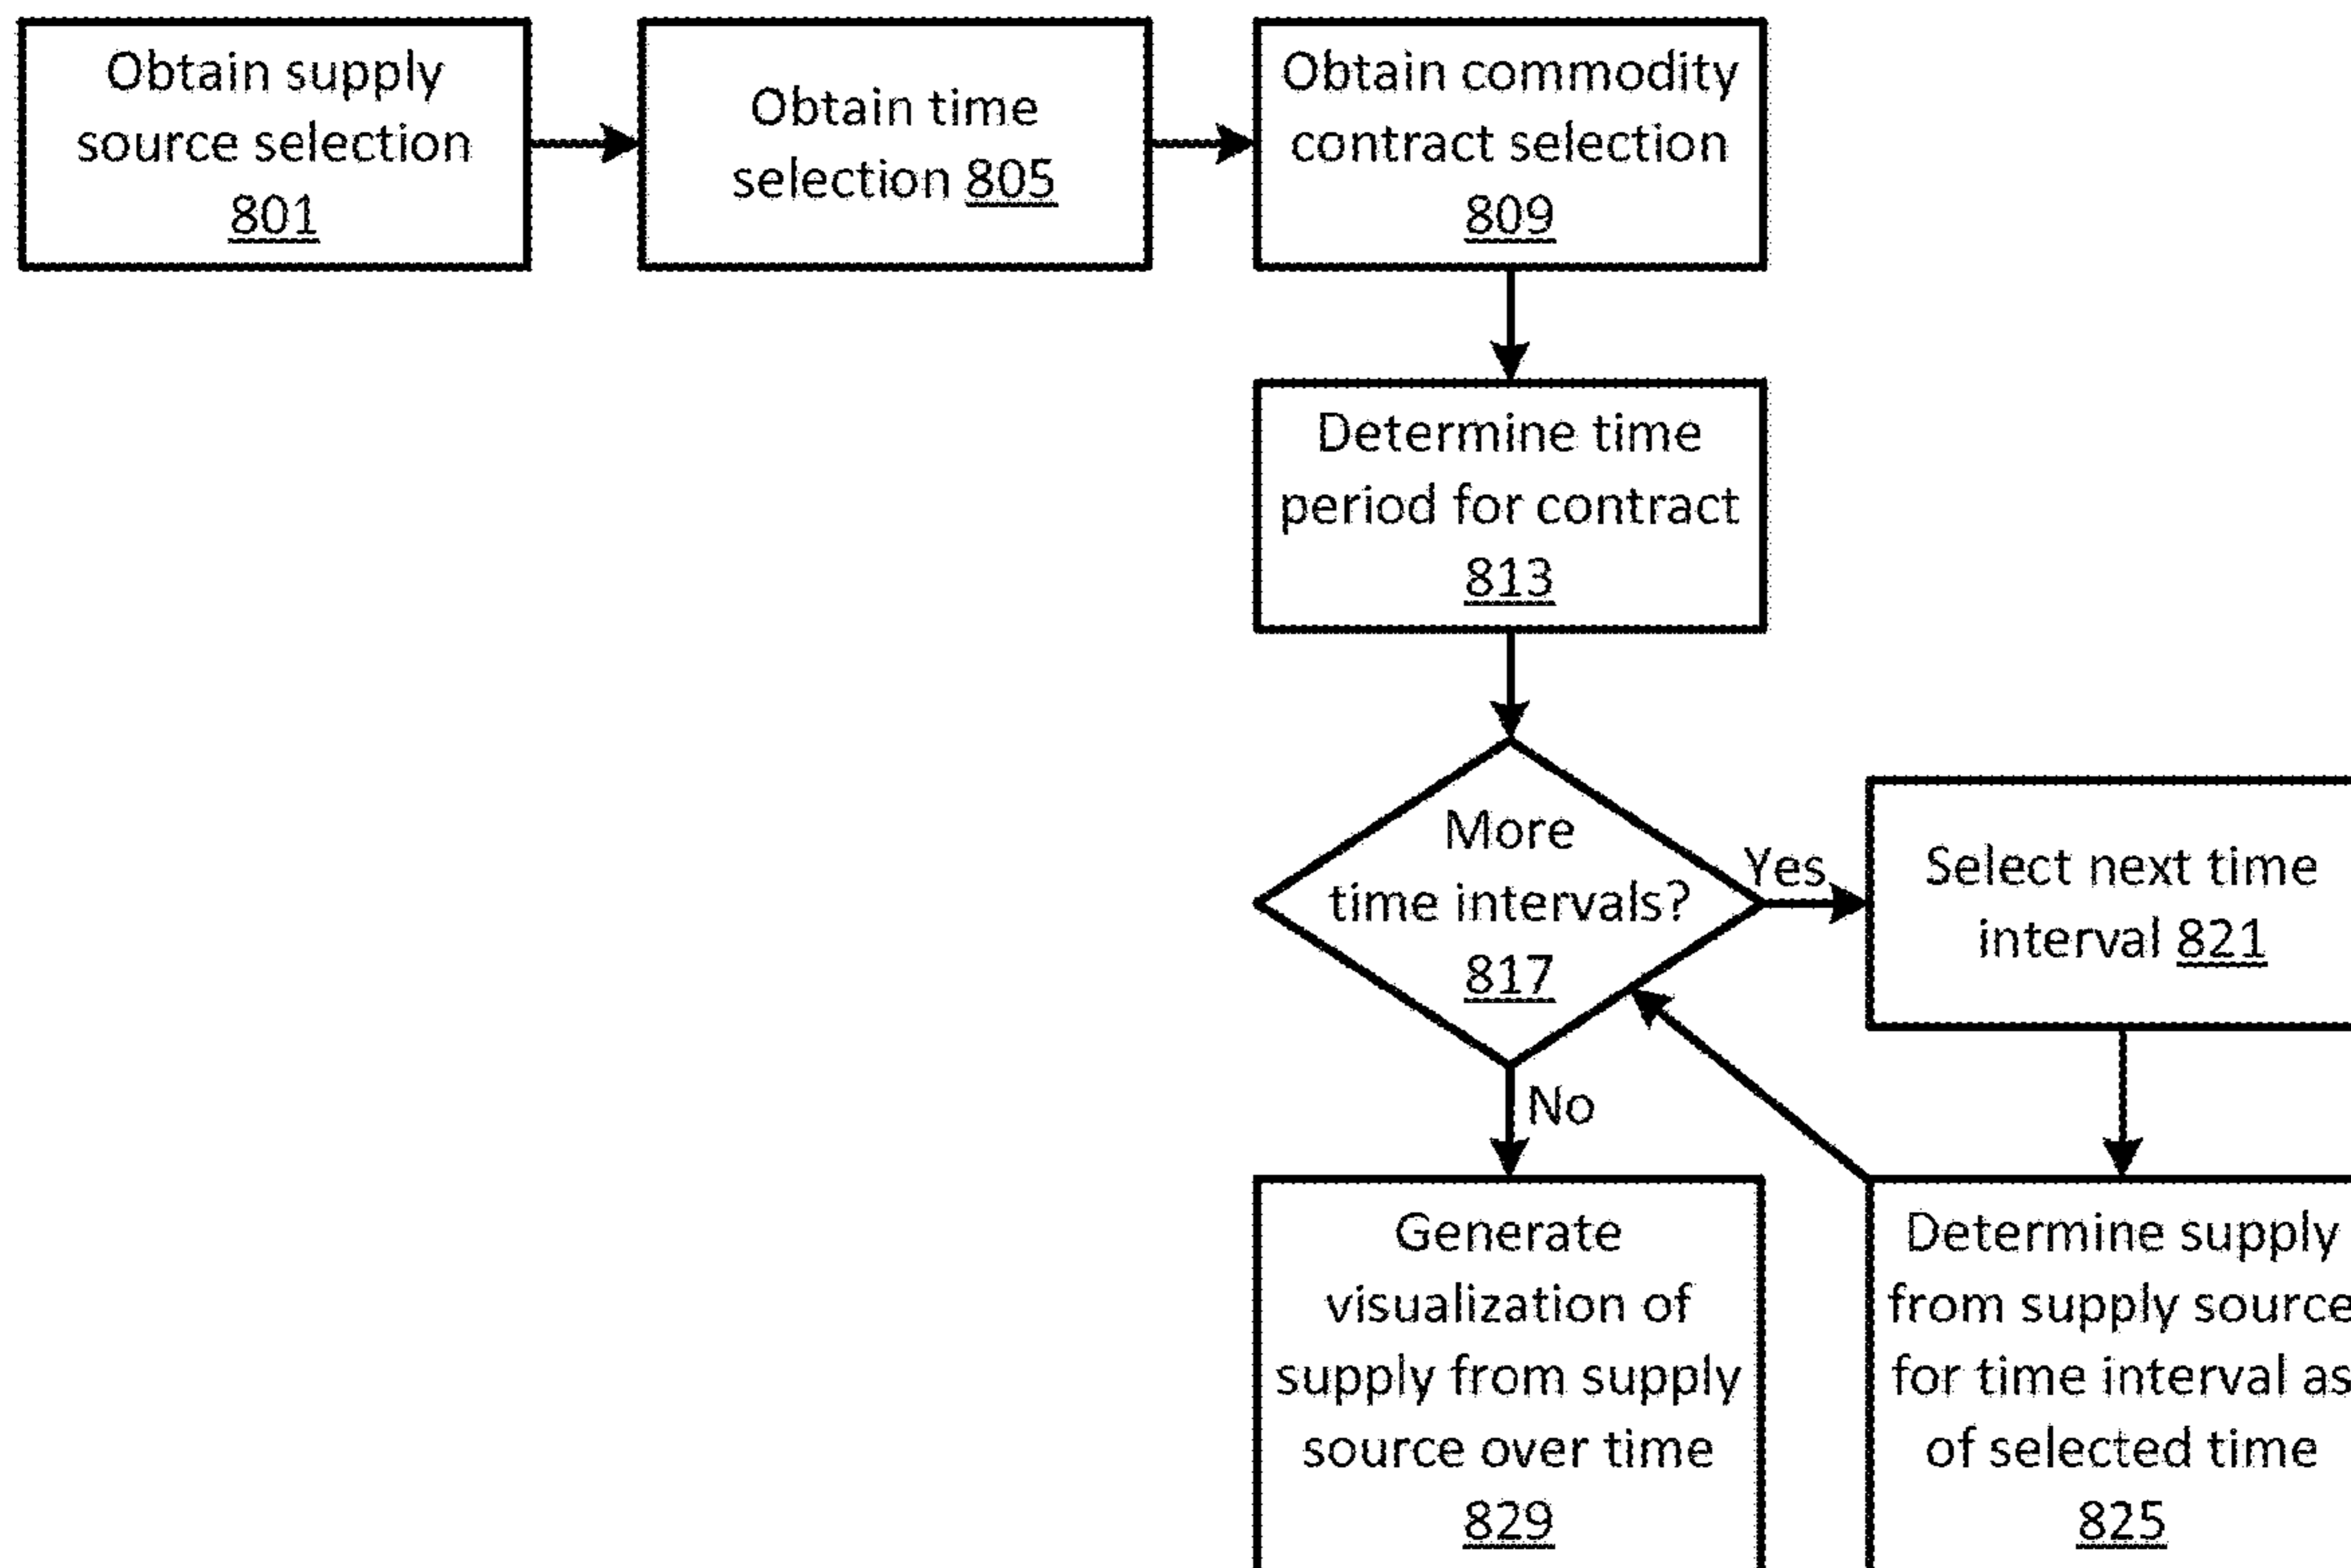 Obtain supply
source selection
801
Obtain time
selection 805
Obtain commodity
contract selection
809
Determine time
period for contract
813
More
time intervals?
817
Yes
Select next time
interval 821
No
Generate
visualization of
supply from supply
source over time
829
Determine supply
from supply source
for time interval as
of selected time
825